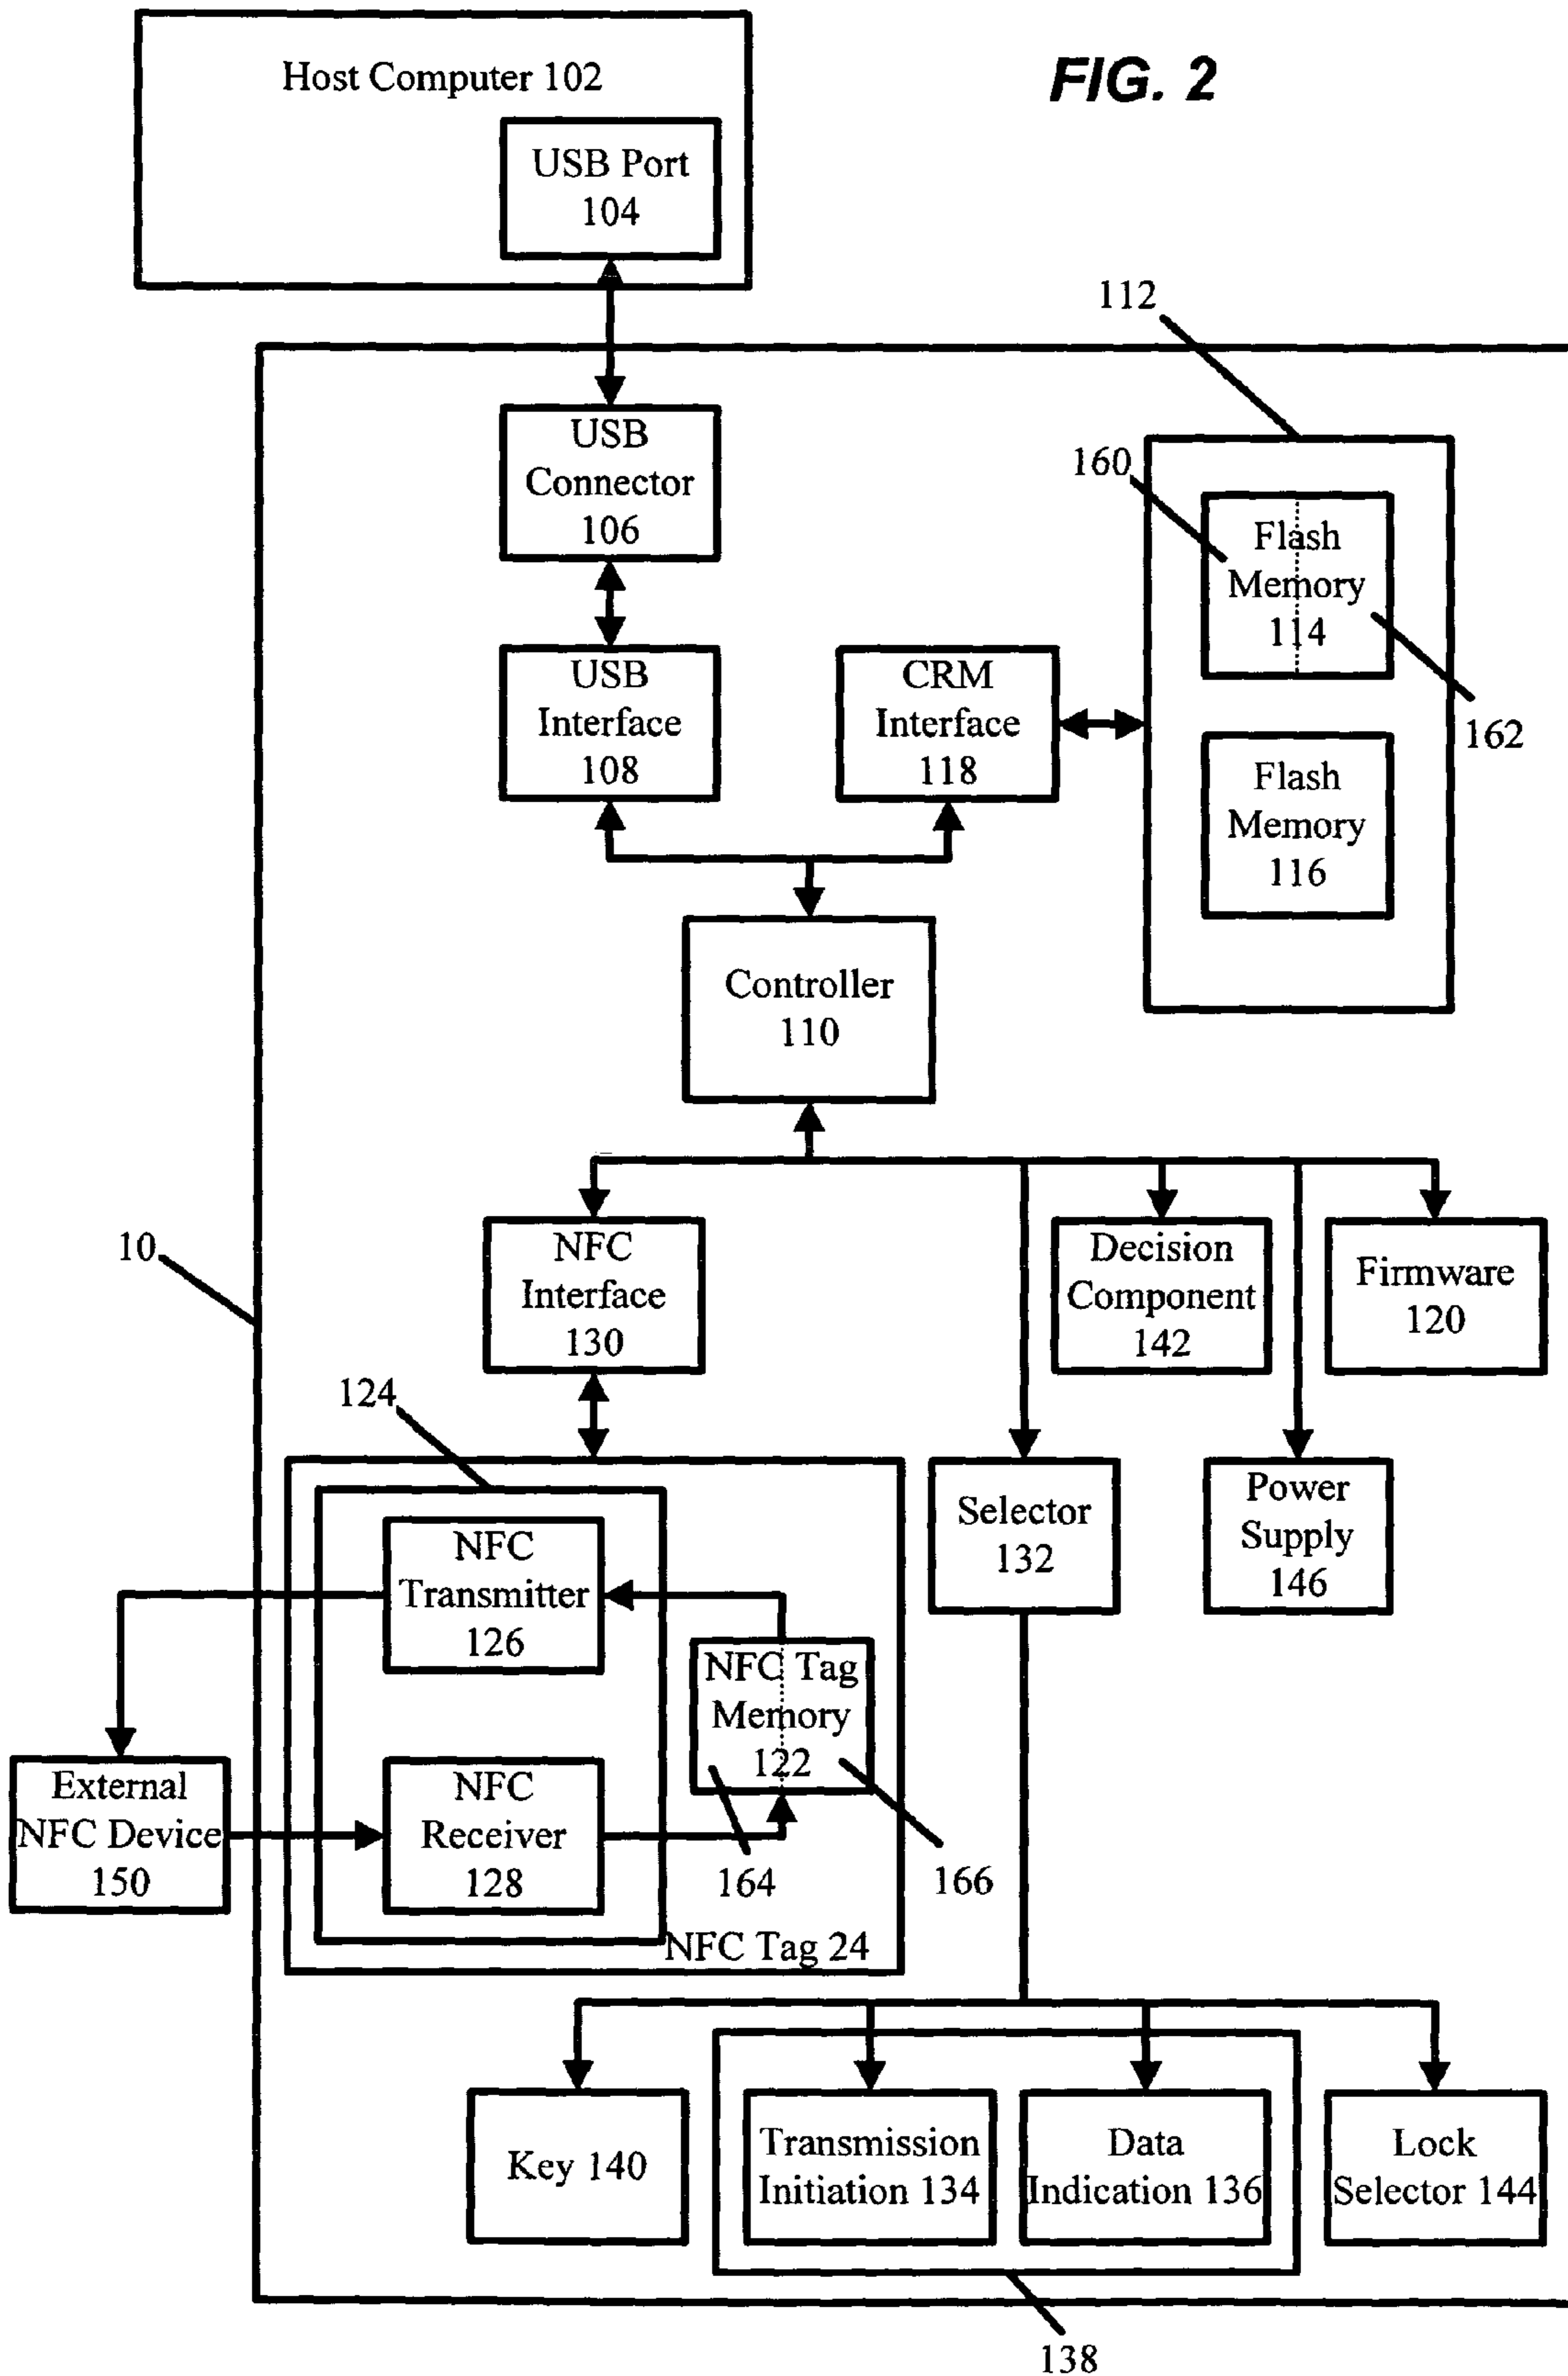 Host Computer 102
FIG. 2
USB Port
104
112
USB
Connector
106
160
Flash
Memory
114
162
USB
Interface
108
CRM
Interface
118
Flash
Memory
116
Controller
110
10
NFC
Interface
130
Decision
Component
142
Firmware
120
124
NFC
Transmitter
126
Selector
132
Power
Supply
146
NFC Tag
Memory
122
External
NFC Device
150
NFC
Receiver
128
164
166
NFC Tag 24
Key 140
Transmission
Initiation 134
Data
Indication 136
Lock
Selector 144
138